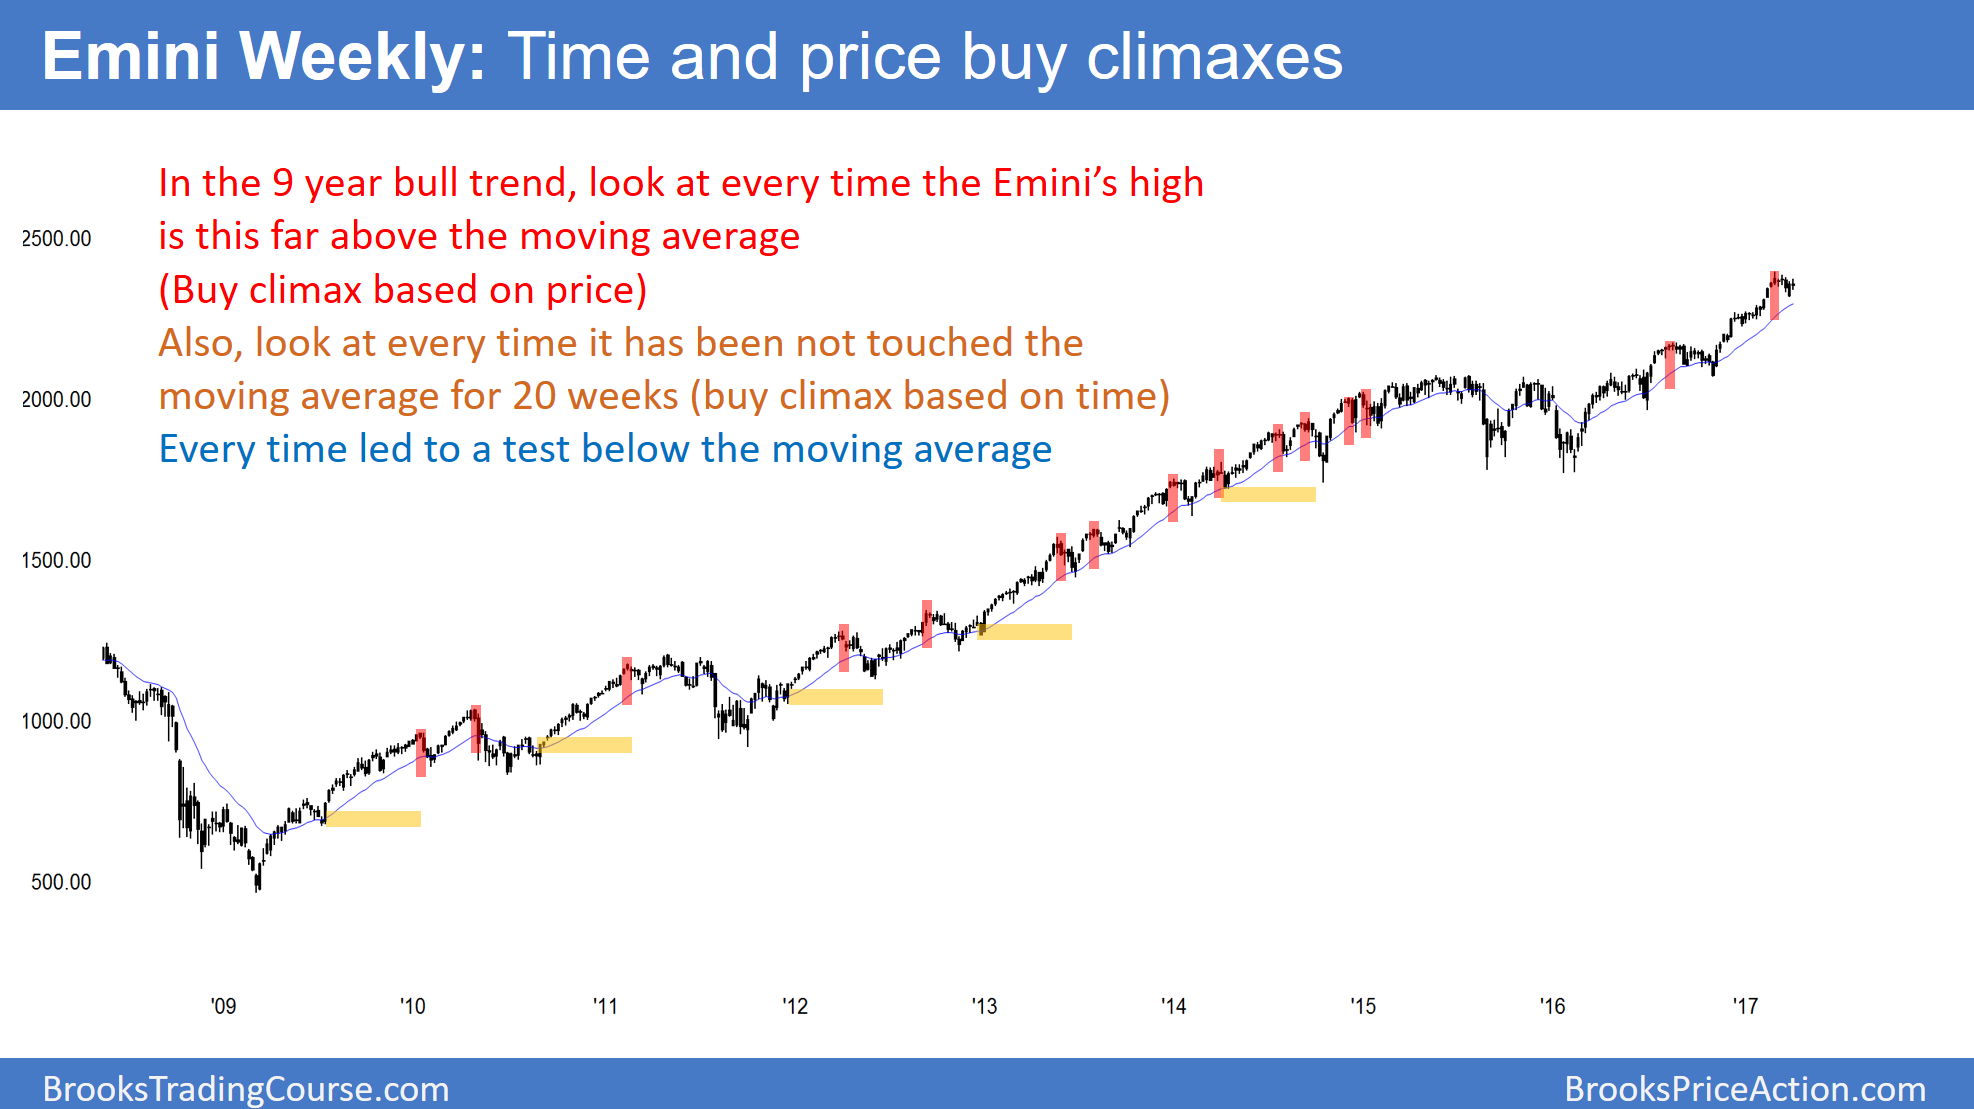 Emini Weekly: Time and price buy climaxes
In the 9 year bull trend, look at every time the Emini’s high
is this far above the moving average
(Buy climax based on price)
Also, look at every time it has been not touched the
moving average for 20 weeks (buy climax based on time)
Every time led to a test below the moving average
2500.00
2000.00
1500.00
1000.00
500.00
'09 '10 '11 '12 '13 '14 '15 '16 '17
BrooksTradingCourse.com
BrooksPriceAction.com